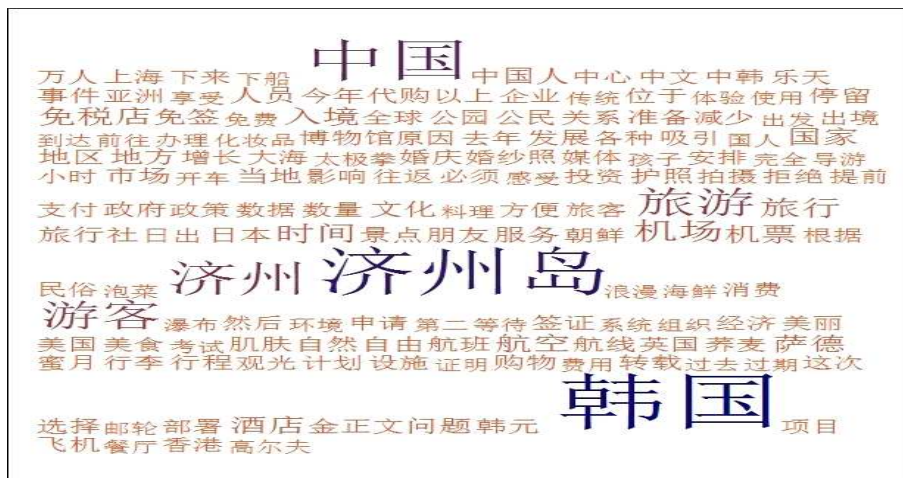 万人 上海 下来 下船 中国 中国人 中心 中文 中韩 乐天
事件 亚洲 享受 人员 今年 代购 以上 企业 传统 位于 体验 使用 停留
免税店 免签 免费 入境 全球 公园 公民 关系 准备 减少 出发 出境
到达 前往 办理 化妆品 博物馆 原因 去年 发展 各种 吸引 国人 国家
地区 地方 增长 大海 太极拳 婚庆 婚纱照 媒体 孩子 安排 完全 导游
小时 市场 开车 当地 影响 往返 必须 感受 投资 护照 拍摄 拒绝 提前
支付 政府 政策 数据 数量 文化 料理 方便 旅客 旅游 旅行
旅行社 日出 日本 时间 景点 朋友 服务 朝鲜 机场 机票 根据
民俗 泡菜 济州 济州岛 浪漫 海鲜 消费
游客 瀑布 然后 环境 申请 第二 等待 签证 系统 组织 经济 美丽
美国 美食 考试 肌肤 自然 自由 航班 航空 航线 英国 荞麦 萨德
蜜月 行李 行程 观光 计划 设施 证明 购物 费用 转载 过去 过期 这次
选择 邮轮 部署 酒店 金正文 问题 韩元 韩国 项目
飞机 餐厅 香港 高尔夫